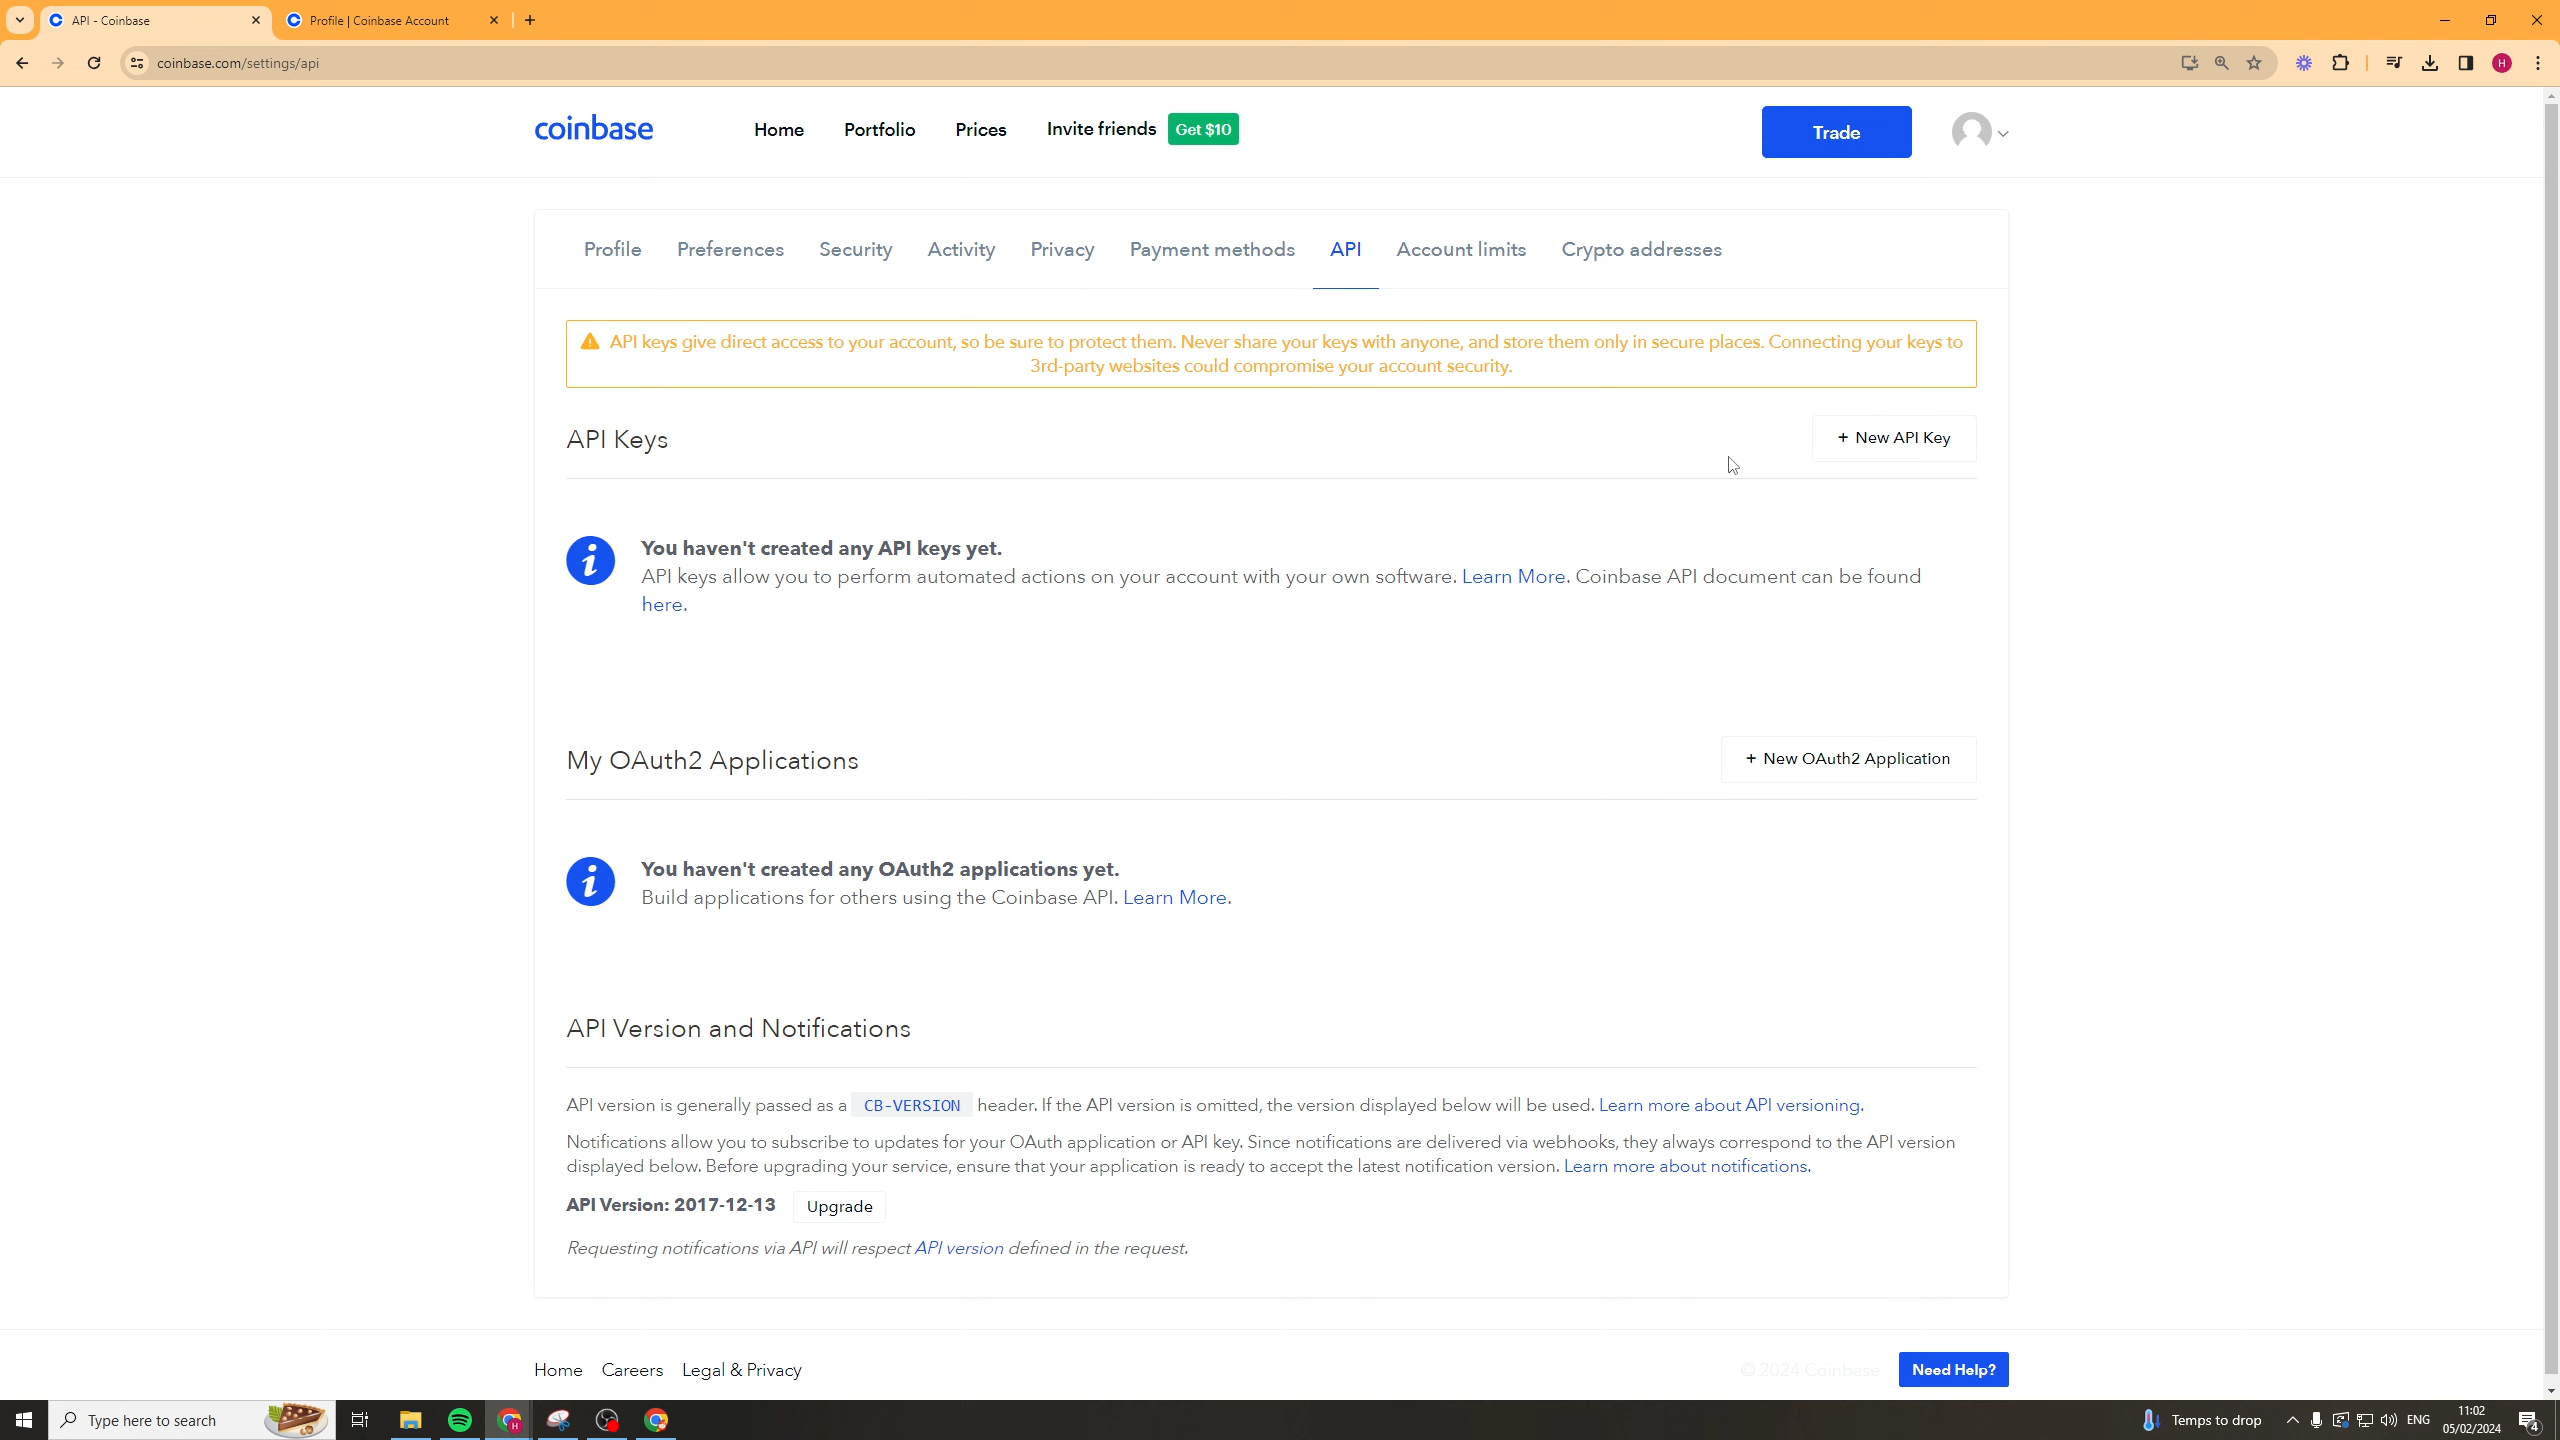 API - Coinbase
Profile | Coinbase Account
coinbase.com/settings/api
H
coinbase
Home
Portfolio
Prices
Invite friends
Get $10
Trade
Profile
Preferences
Security
Activity
Privacy
Payment methods
API
Account limits
Crypto addresses
API keys give direct access to your account, so be sure to protect them. Never share your keys with anyone, and store them only in secure places. Connecting your keys to
3rd-party websites could compromise your account security.
API Keys
+ New API Key
You haven't created any API keys yet.
API keys allow you to perform automated actions on your account with your own software. Learn More. Coinbase API document can be found
here.
My OAuth2 Applications
+ New OAuth2 Application
You haven't created any OAuth2 applications yet.
Build applications for others using the Coinbase API. Learn More.
API Version and Notifications
API version is generally passed as a CB-VERSION header. If the API version is omitted, the version displayed below will be used. Learn more about API versioning.
Notifications allow you to subscribe to updates for your OAuth application or API key. Since notifications are delivered via webhooks, they always correspond to the API version
displayed below. Before upgrading your service, ensure that your application is ready to accept the latest notification version. Learn more about notifications.
API Version: 2017-12-13
Upgrade
Requesting notifications via API will respect API version defined in the request.
Home
Careers
Legal & Privacy
© 2024 Coinbase
Need Help?
Type here to search
H
Temps to drop
ENG
11:02
05/02/2024
4